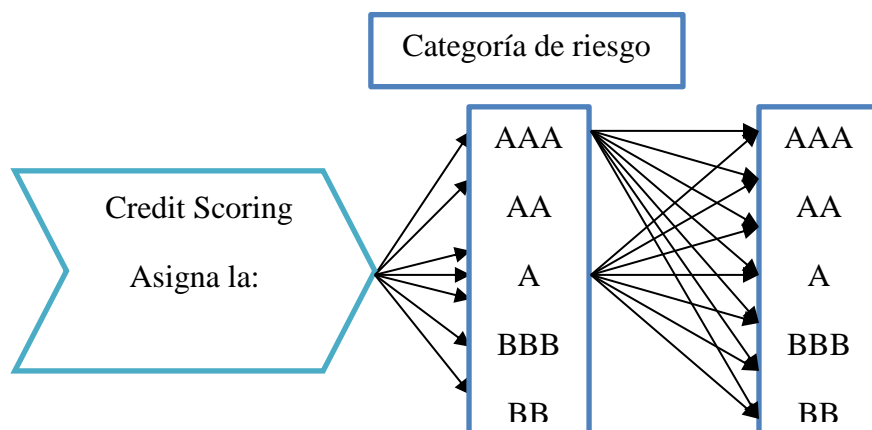 Categoría de riesgo
Credit Scoring
Asigna la:
AAA
AA
A
BBB
BB
AAA
AA
A
BBB
BB